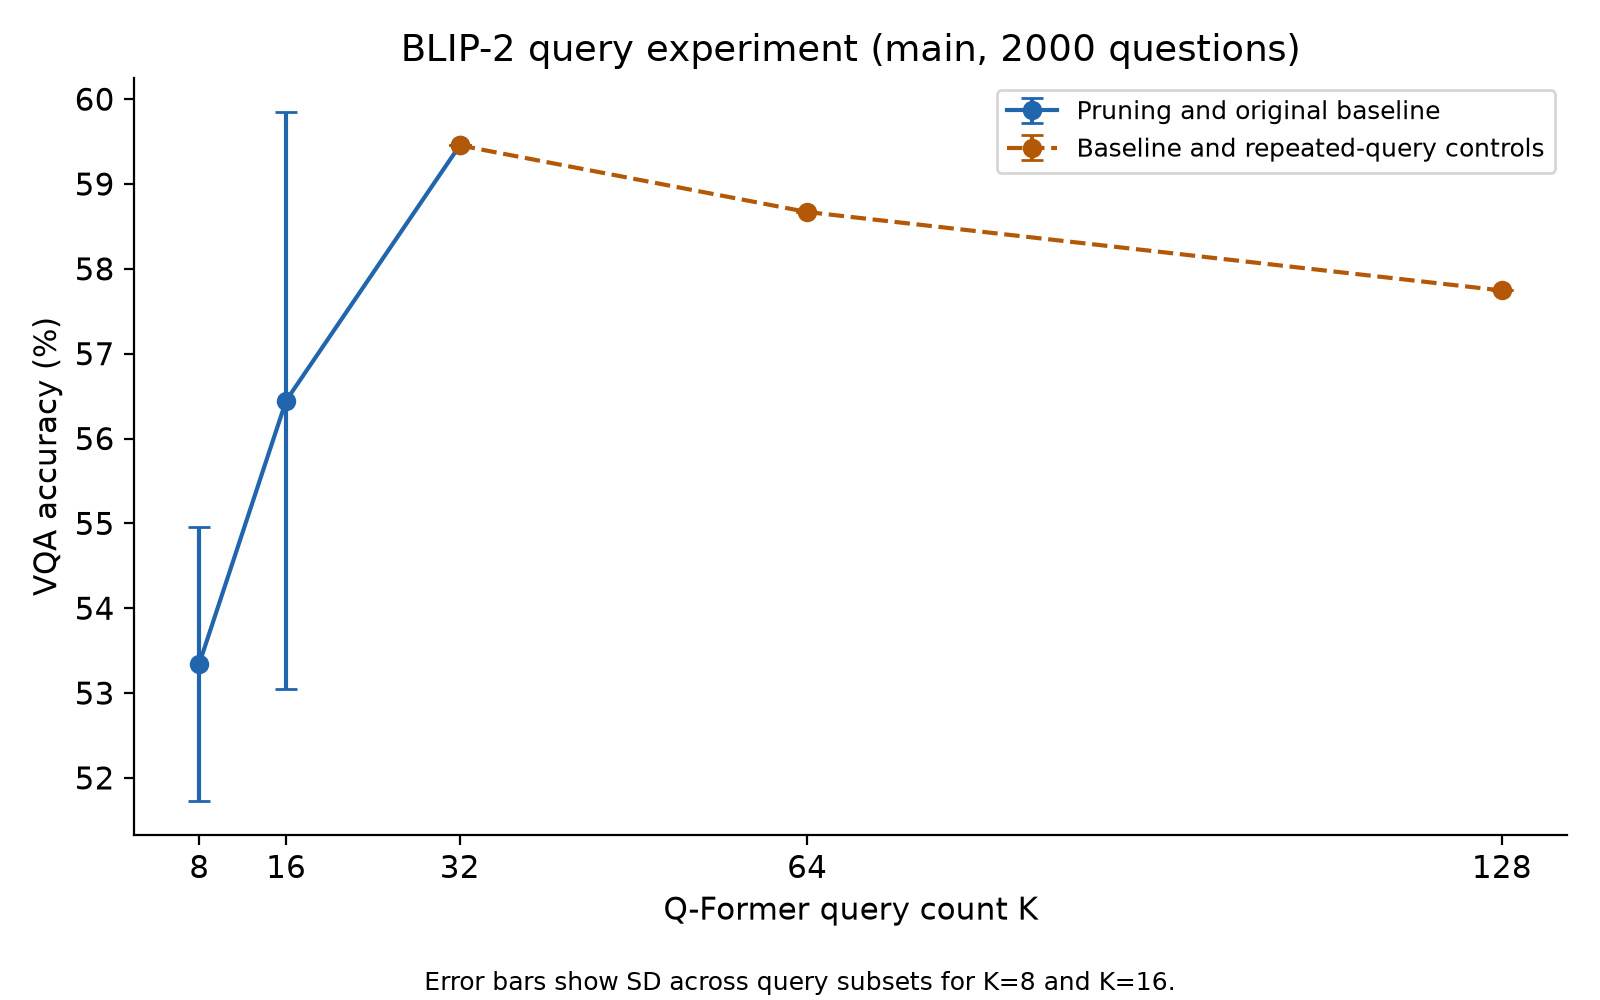 BLIP-2 query experiment (main, 2000 questions)
Pruning and original baseline
Baseline and repeated-query controls
VQA accuracy (%)
60
59
58
57
56
55
54
53
52
8 16 32 64 128
Q-Former query count K
Error bars show SD across query subsets for K=8 and K=16.